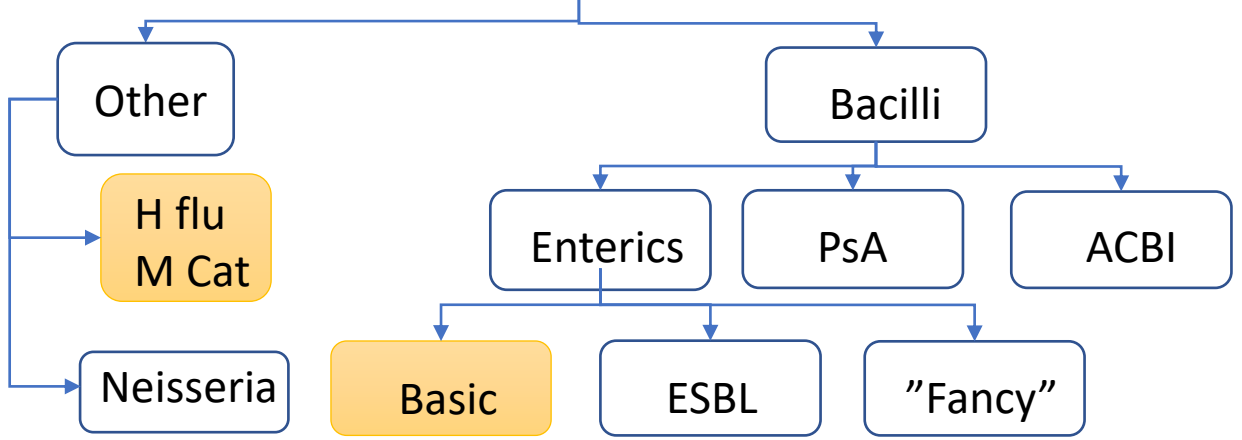 Other
Bacilli
H flu
M Cat
Enterics
PsA
ACBI
Neisseria
Basic
ESBL
”Fancy”